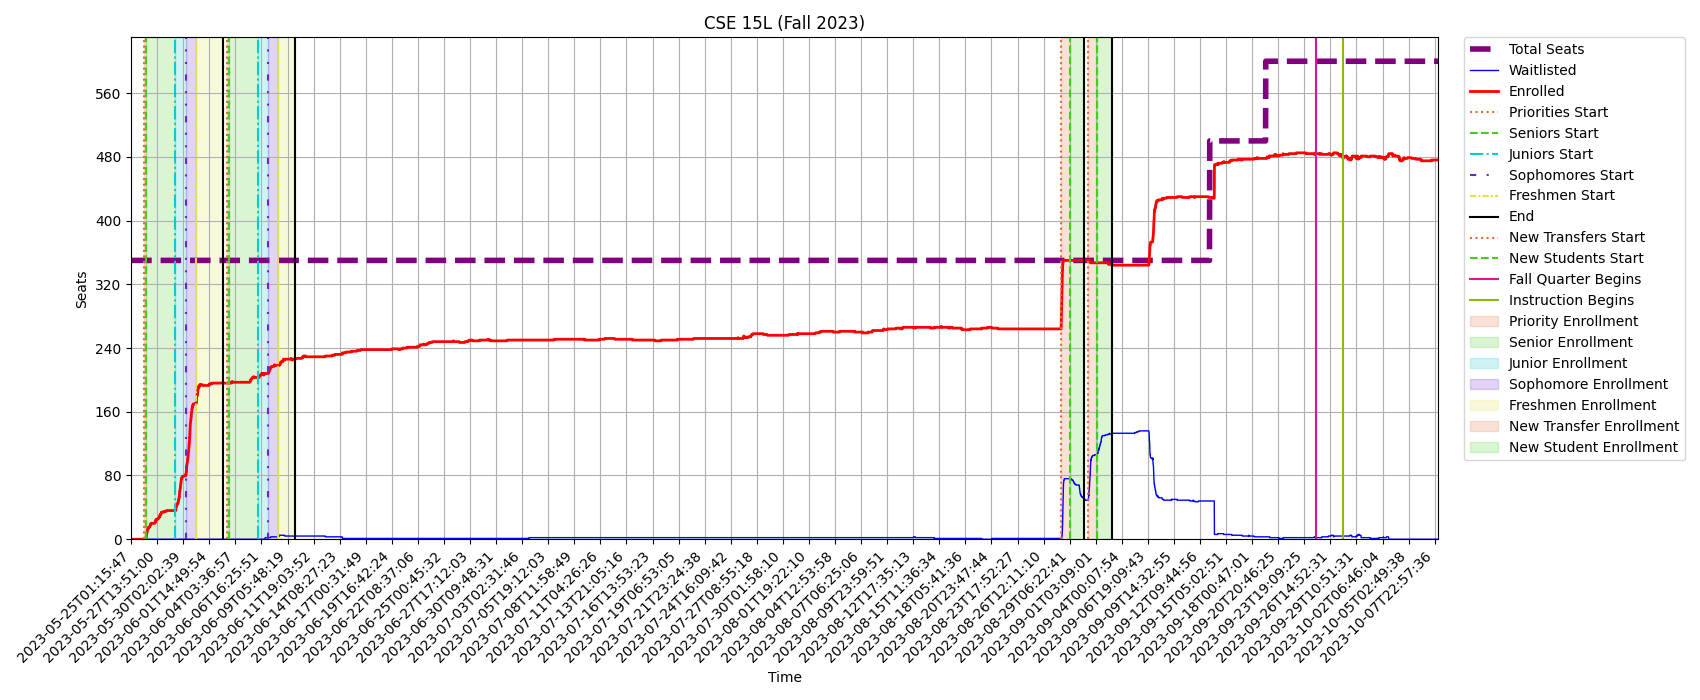 CSE 15L (Fall 2023)
Seats
560
480
400
320
240
160
80
0
2023-05-25T01:15:47
2023-05-27T13:51:00
2023-05-30T02:02:39
2023-06-01T14:49:54
2023-06-04T03:36:57
2023-06-06T16:25:51
2023-06-09T05:48:19
2023-06-11T19:03:52
2023-06-14T08:27:23
2023-06-17T00:31:49
2023-06-19T16:42:24
2023-06-22T08:37:06
2023-06-25T00:45:32
2023-06-27T17:12:03
2023-06-30T09:48:31
2023-07-03T02:31:46
2023-07-05T19:12:03
2023-07-08T11:58:49
2023-07-11T04:26:26
2023-07-13T21:05:16
2023-07-16T13:53:23
2023-07-19T06:53:05
2023-07-21T23:24:38
2023-07-24T16:09:42
2023-07-27T08:55:18
2023-07-30T01:58:10
2023-08-01T19:22:10
2023-08-04T12:53:58
2023-08-07T06:25:06
2023-08-09T23:59:51
2023-08-12T17:35:13
2023-08-15T11:36:34
2023-08-18T05:41:36
2023-08-20T23:47:44
2023-08-23T17:52:27
2023-08-26T12:11:10
2023-08-29T06:22:41
2023-09-01T03:09:01
2023-09-04T00:07:54
2023-09-06T19:09:43
2023-09-09T14:32:55
2023-09-12T09:44:56
2023-09-15T05:02:51
2023-09-18T00:47:01
2023-09-20T20:46:25
2023-09-23T19:09:25
2023-09-26T14:52:31
2023-09-29T10:51:31
2023-10-02T06:46:04
2023-10-05T02:49:38
2023-10-07T22:57:36
Time
Total Seats
Waitlisted
Enrolled
Priorities Start
Seniors Start
Juniors Start
Sophomores Start
Freshmen Start
End
New Transfers Start
New Students Start
Fall Quarter Begins
Instruction Begins
Priority Enrollment
Senior Enrollment
Junior Enrollment
Sophomore Enrollment
Freshmen Enrollment
New Transfer Enrollment
New Student Enrollment